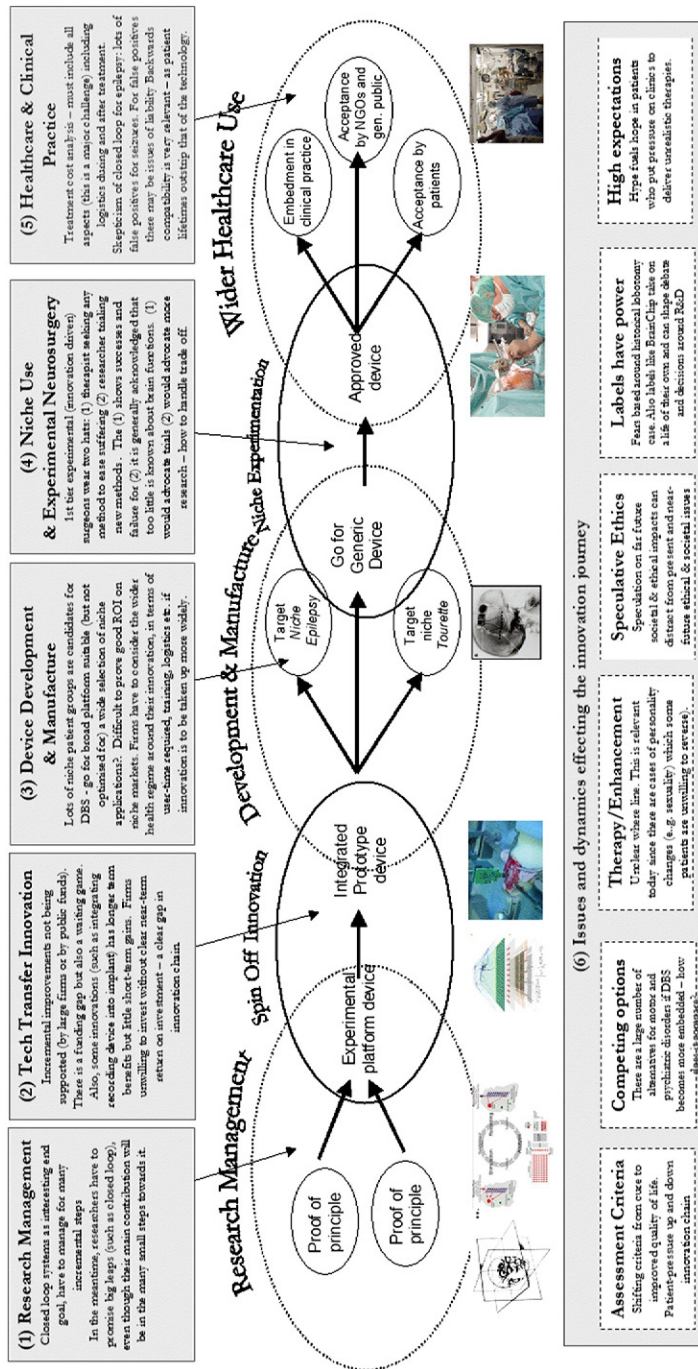 (1) Research Management
Closed loop systems as interesting end
goal, have to manage for many
incremental steps
In the meantime, researchers have to
promise big leaps (such as closed loop),
even though their main contribution will
be in the many small steps towards it.
(2) Tech Transfer Innovation
Incremental improvements not being
supported (by large firms or by public funds).
There is a funding gap but also a waiting game.
Also, some innovations (such as integrating
recording device into implant) has longer term
benefits but little short-term gains. Firms
unwilling to invest without clear near-term
return on investment – a clear gap in
innovation chain
(3) Device Development
& Manufacture
Lots of niche patient groups are candidates for
DBS - go for broad platform suitable (but not
optimised for) a wide selection of niche
applications?. Difficult to prove good ROI on
niche markets. Firms have to consider the wider
health regime around their innovation, in terms of
user-time required, training, logistics etc. if
innovation is to be taken up more widely.
(4) Niche Use
& Experimental Neurosurgery
1st tier experimental (innovation driven)
surgeons wear two hats: (1) therapist seeking any
method to ease suffering (2) researcher trialing
new methods. The (1) shows successes and
failure for (2) it is generally acknowledged that
too little is known about brain functions. (1)
would advocate trials (2) would advocate more
research – how to handle trade off.
(5) Healthcare & Clinical
Practice
Treatment cost analysis – must include all
aspects (this is a major challenge) including
logistics during and after treatment.
Skepticism of closed loop for epilepsy: lots of
false positives for seizures. For false positives
there may be issues of liability Backwards
compatibility is very relevant – as patient
lifetimes outstrip that of the technology.
Research Management
Spin Off Innovation
Development & Manufacture
Niche Experimentation
Wider Healthcare Use
Proof of
principle
Proof of
principle
Experimental
platform device
Integrated
Prototype
device
Target
Niche
Epilepsy
Target
niche
Tourette
Go for
Generic
Device
Approved
device
Embedment in
clinical practice
Acceptance
by NGOs and
gen. public
Acceptance by
patients
(6) Issues and dynamics effecting the innovation journey
Assessment Criteria
Shifting criteria from cure to
improved quality of life.
Patient-pressure up and down
innovation chain
Competing options
There are a large number of
alternatives for motor and
psychiatric disorders if DBS
becomes more embedded – how
Therapy/Enhancement
Unclear where line. This is relevant
today since there are cases of personality
changes (e.g. sexuality) which some
patients are unwilling to reverse).
Speculative Ethics
Speculation on far future
societal & ethical impacts can
distract from present and near-
future ethical & societal issues
Labels have power
Fears based around historical lobotomy
case. Also labels like BrainChip take on
a life of their own and can shape debate
and decisions around R&D
High expectations
Hype fuels hope in patients
who put pressure on clinics to
deliver unrealistic therapies.